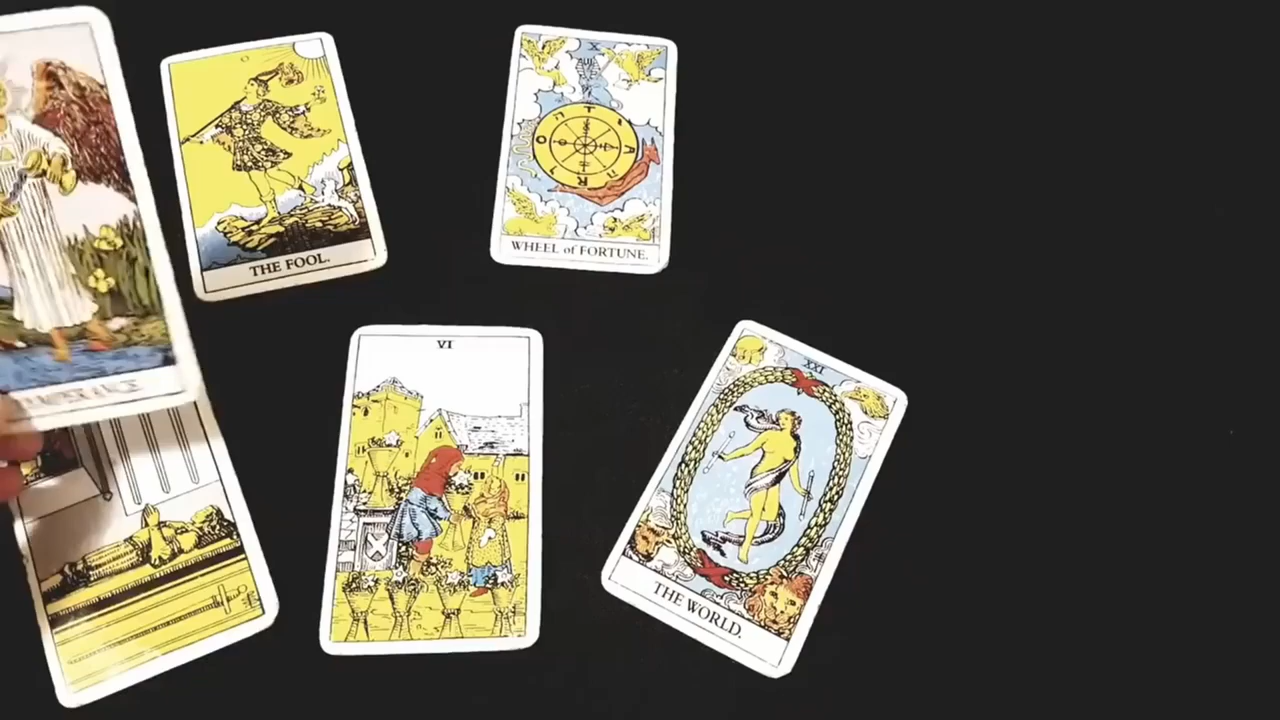 THE FOOL.
X
WHEEL of FORTUNE.
VI
XXI
THE WORLD.